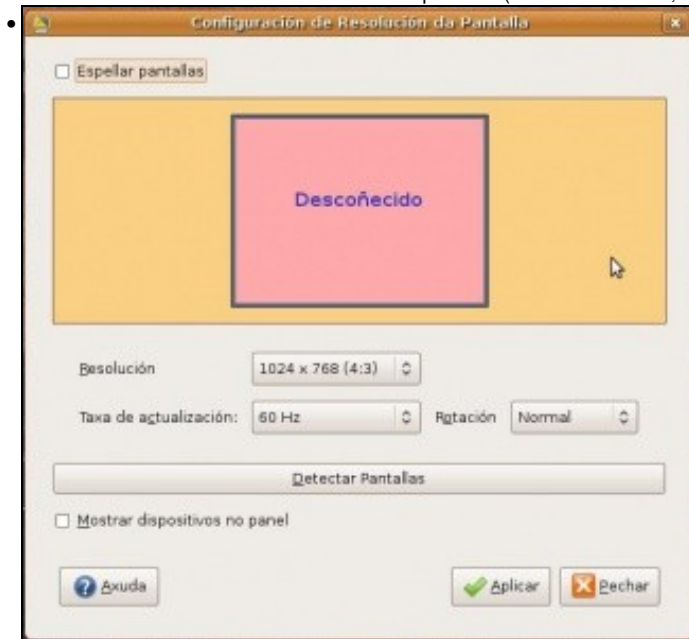 Configuración de Resolución da Pantalla
Espellar pantallas
Descoñecido
Resolución 1024 x 768 (4:3)
Taxa de actualización: 60 Hz Rotación Normal
Detectar Pantallas
Mostrar dispositivos no panel
Axuda Aplicar Pechar